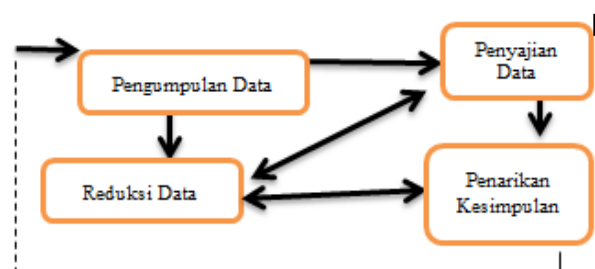 Pengumpulan Data
Penyajian
Data
Reduksi Data
Penarikan
Kesimpulan